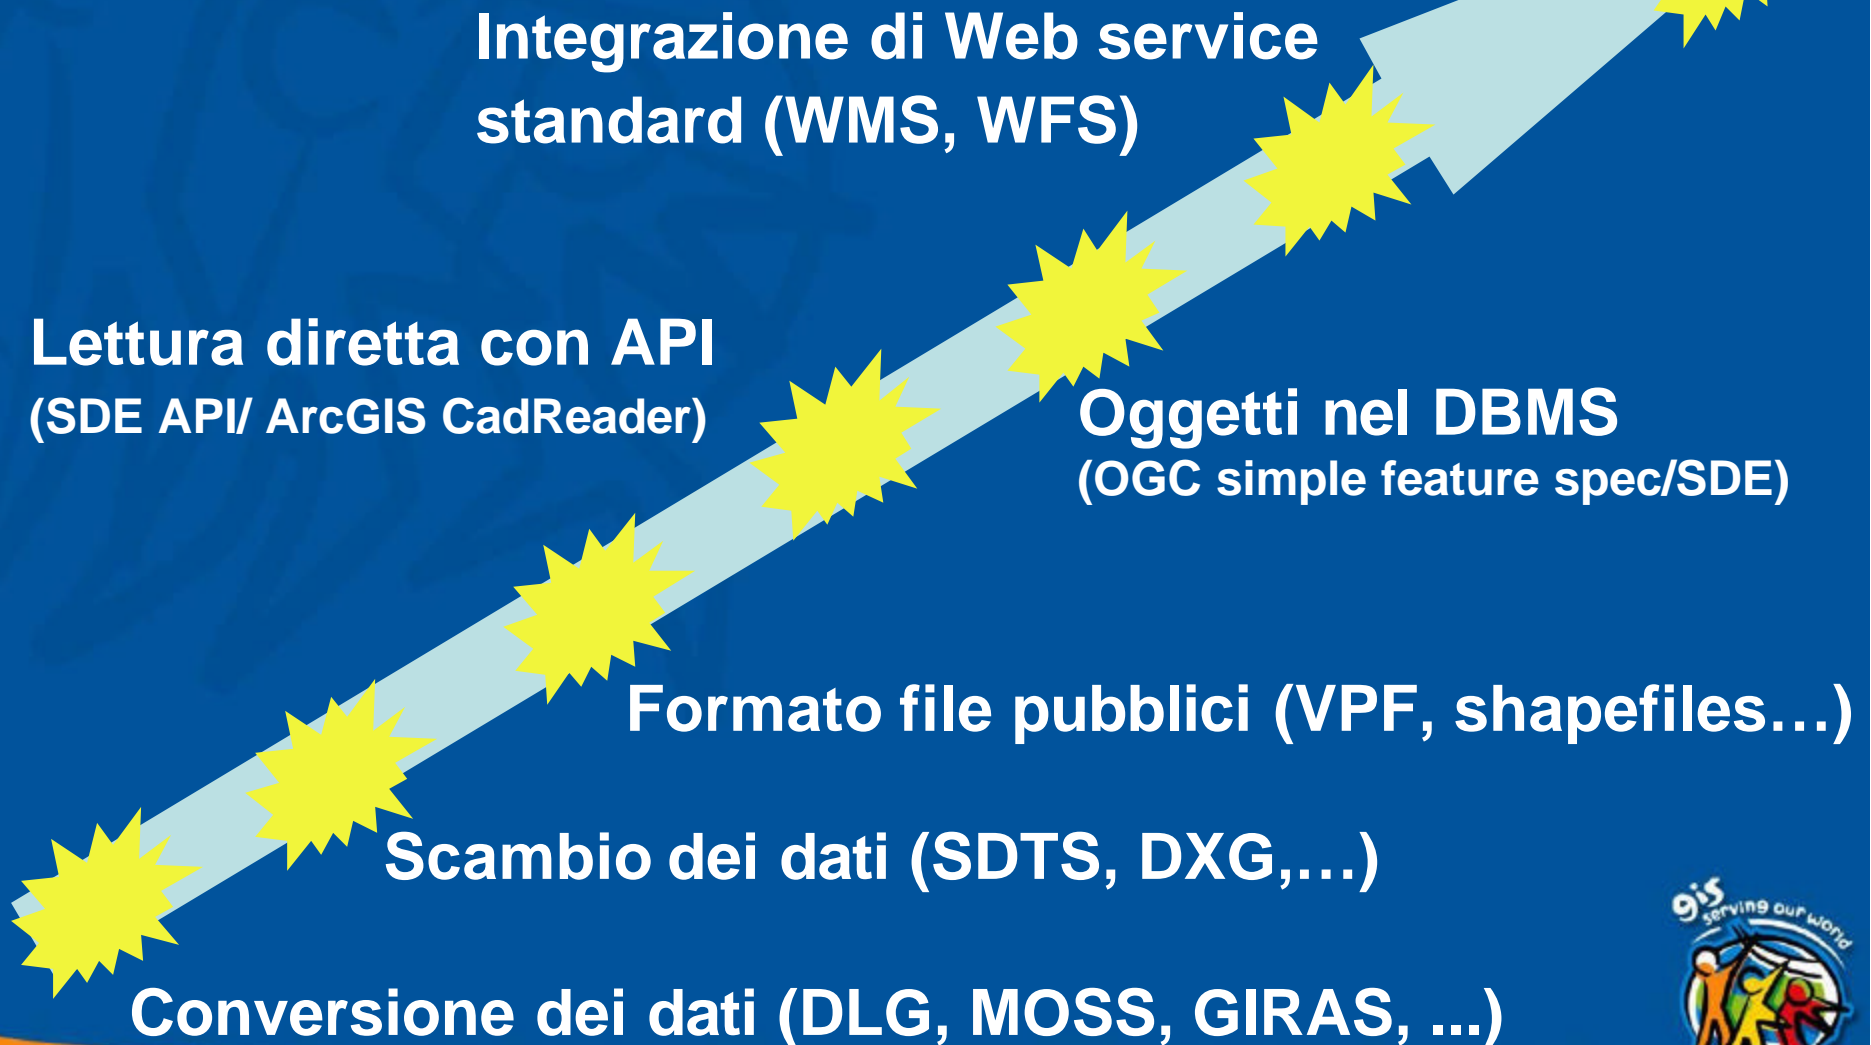 Integrazione di Web service
standard (WMS, WFS)
Lettura diretta con API
(SDE API/ ArcGIS CadReader)
Oggetti nel DBMS
(OGC simple feature spec/SDE)
Formato file pubblici (VPF, shapefiles…)
Scambio dei dati (SDTS, DXG,…)
gis
serving our world
Conversione dei dati (DLG, MOSS, GIRAS, ...)